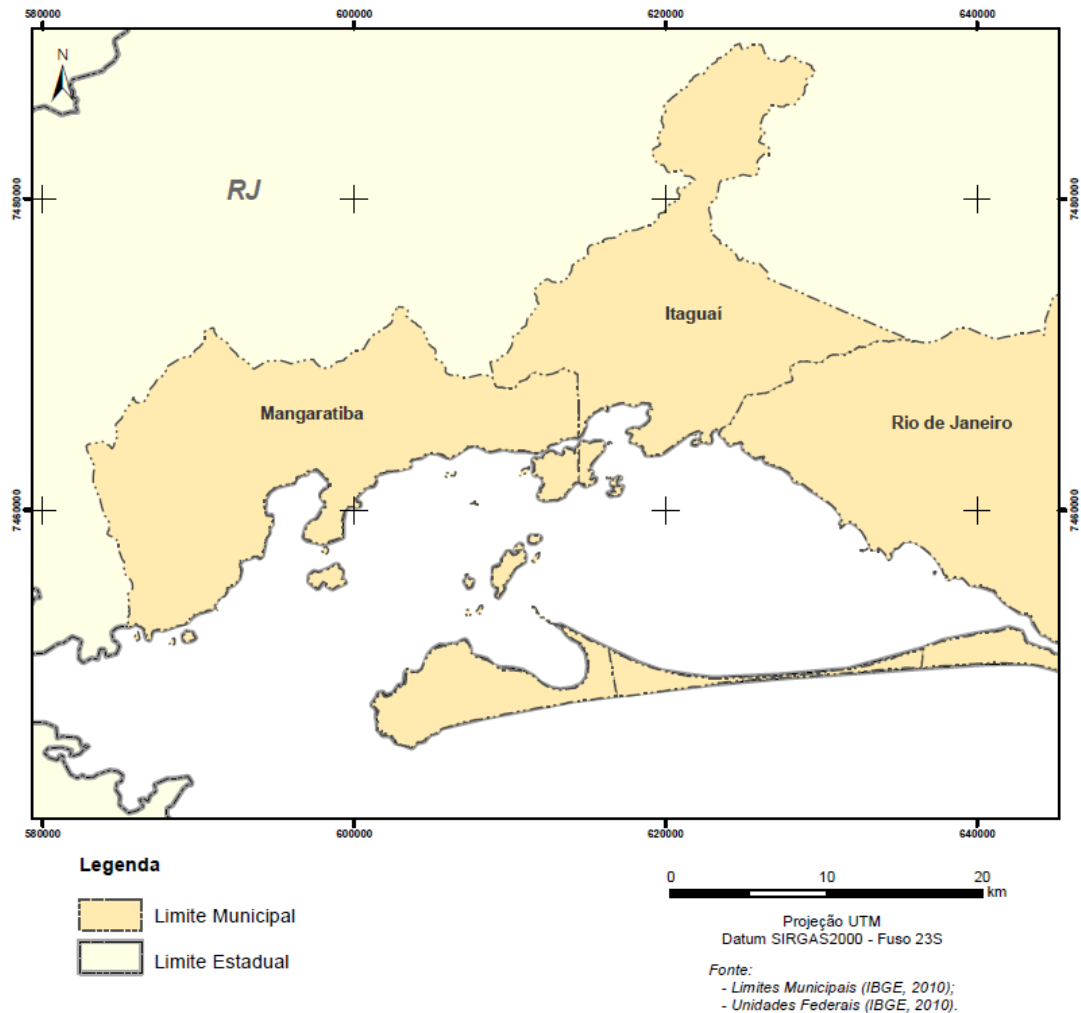 580000 600000 620000 640000
N
RJ
7480000 7480000
Itaguaí
Mangaratiba
Rio de Janeiro
7460000 7460000
580000 600000 620000 640000
Legenda
Limite Municipal
Limite Estadual
0 10 20
km
Projeção UTM
Datum SIRGAS2000 - Fuso 23S
Fonte:
- Limites Municipais (IBGE, 2010);
- Unidades Federais (IBGE, 2010).